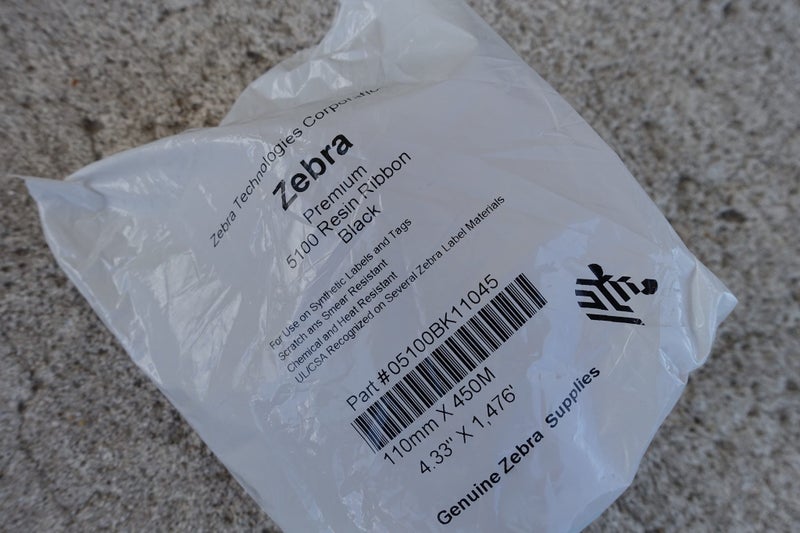 Zebra Technologies Corporation
Zebra
Premium
5100 Resin Ribbon
Black
For Use on Synthetic Labels and Tags
Scratch ans Smear Resistant
Chemical and Heat Resistant
UL/CSA Recognized on Several Zebra Label Materials
Part #05100BK11045
110mm X 450M
4.33" X 1,476'
Genuine Zebra Supplies